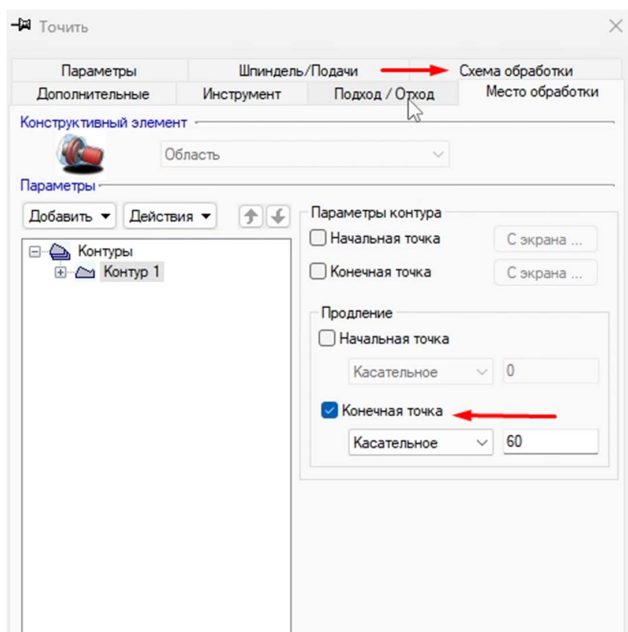 Точить
Параметры Шпиндель/Подачи Схема обработки
Дополнительные Инструмент Подход / Отход Место обработки
Конструктивный элемент
Область
Параметры
Добавить Действия
Контуры
Контур 1
Параметры контура
Начальная точка С экрана ...
Конечная точка С экрана ...
Продление
Начальная точка
Касательное 0
Конечная точка
Касательное 60